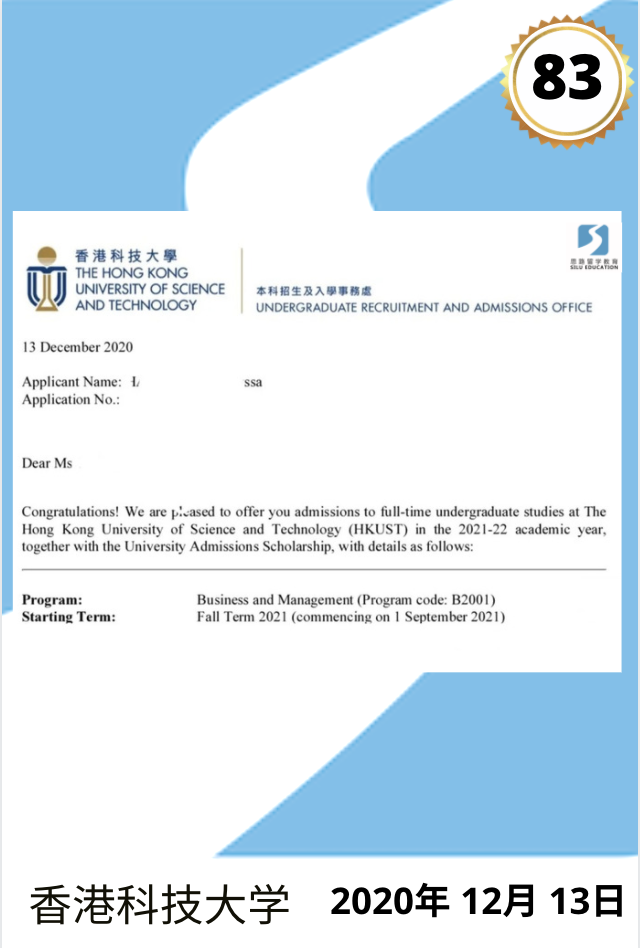 83
香港科技大學
THE HONG KONG
UNIVERSITY OF SCIENCE
AND TECHNOLOGY
本科招生及入學事務處
UNDERGRADUATE RECRUITMENT AND ADMISSIONS OFFICE
思路留学教育
SILU EDUCATION
13 December 2020
Applicant Name: ssa
Application No.:
Dear Ms
Congratulations! We are pleased to offer you admissions to full-time undergraduate studies at The
Hong Kong University of Science and Technology (HKUST) in the 2021-22 academic year,
together with the University Admissions Scholarship, with details as follows:
Program: Business and Management (Program code: B2001)
Starting Term: Fall Term 2021 (commencing on 1 September 2021)
香港科技大学 2020年 12月 13日